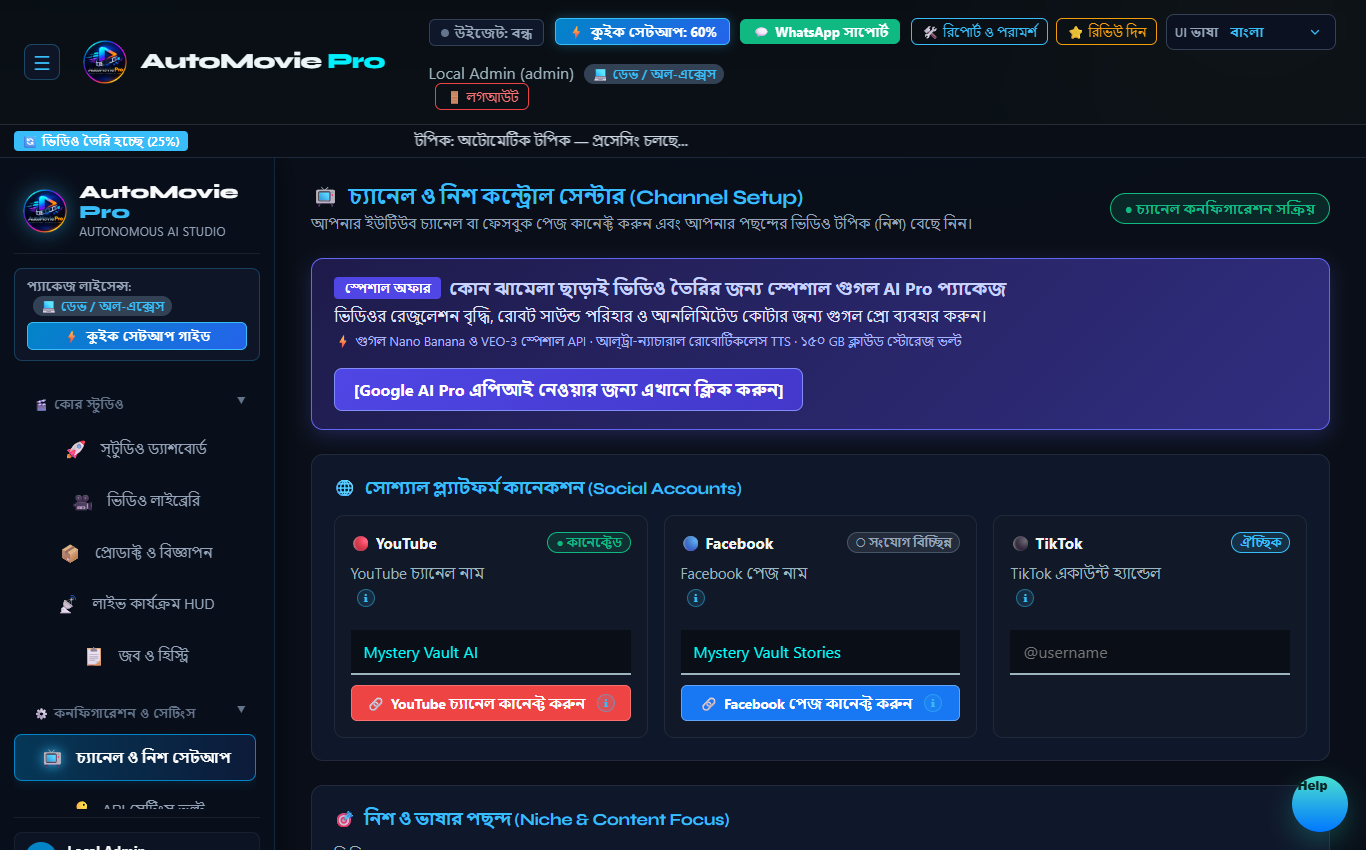 উইজেট: বন্ধ
কুইক সেটআপ: 60%
WhatsApp সাপোর্ট
রিপোর্ট ও পরামর্শ
রিভিউ দিন
UI ভাষা বাংলা
AutoMovie Pro
Local Admin (admin)
ডেভ / অল-এক্সেস
লগআউট
ভিডিও তৈরি হচ্ছে (25%)
টপিক: অটোমেটিক টপিক — প্রসেসিং চলছে...
AutoMovie
Pro
AUTONOMOUS AI STUDIO
প্যাকেজ লাইসেন্স:
ডেভ / অল-এক্সেস
কুইক সেটআপ গাইড
কোর স্টুডিও
স্টুডিও ড্যাশবোর্ড
ভিডিও লাইব্রেরি
প্রোডাক্ট ও বিজ্ঞাপন
লাইভ কার্যক্রম HUD
জব ও হিস্ট্রি
কনফিগারেশন ও সেটিংস
চ্যানেল ও নিশ সেটআপ
Local Admin
চ্যানেল ও নিশ কন্ট্রোল সেন্টার (Channel Setup)
আপনার ইউটিউব চ্যানেল বা ফেসবুক পেজ কানেক্ট করুন এবং আপনার পছন্দের ভিডিও টপিক (নিশ) বেছে নিন।
চ্যানেল কনফিগারেশন সক্রিয়
স্পেশাল অফার
কোন ঝামেলা ছাড়াই ভিডিও তৈরির জন্য স্পেশাল গুগল AI Pro প্যাকেজ
ভিডিওর রেজুলেশন বৃদ্ধি, রোবট সাউন্ড পরিহার ও আনলিমিটেড কোটার জন্য গুগল প্রো ব্যবহার করুন।
গুগল Nano Banana ও VEO-3 স্পেশাল API · আল্ট্রা-ন্যাচারাল রোবোটিকলেস TTS · ১৫০ GB ক্লাউড স্টোরেজ ভল্ট
[Google AI Pro এপিআই নেওয়ার জন্য এখানে ক্লিক করুন]
সোশ্যাল প্ল্যাটফর্ম কানেকশন (Social Accounts)
YouTube
কানেক্টেড
YouTube চ্যানেল নাম
Mystery Vault AI
YouTube চ্যানেল কানেক্ট করুন
Facebook
সংযোগ বিচ্ছিন্ন
Facebook পেজ নাম
Mystery Vault Stories
Facebook পেজ কানেক্ট করুন
TikTok
ঐচ্ছিক
TikTok একাউন্ট হ্যান্ডেল
@username
নিশ ও ভাষার পছন্দ (Niche & Content Focus)
Help